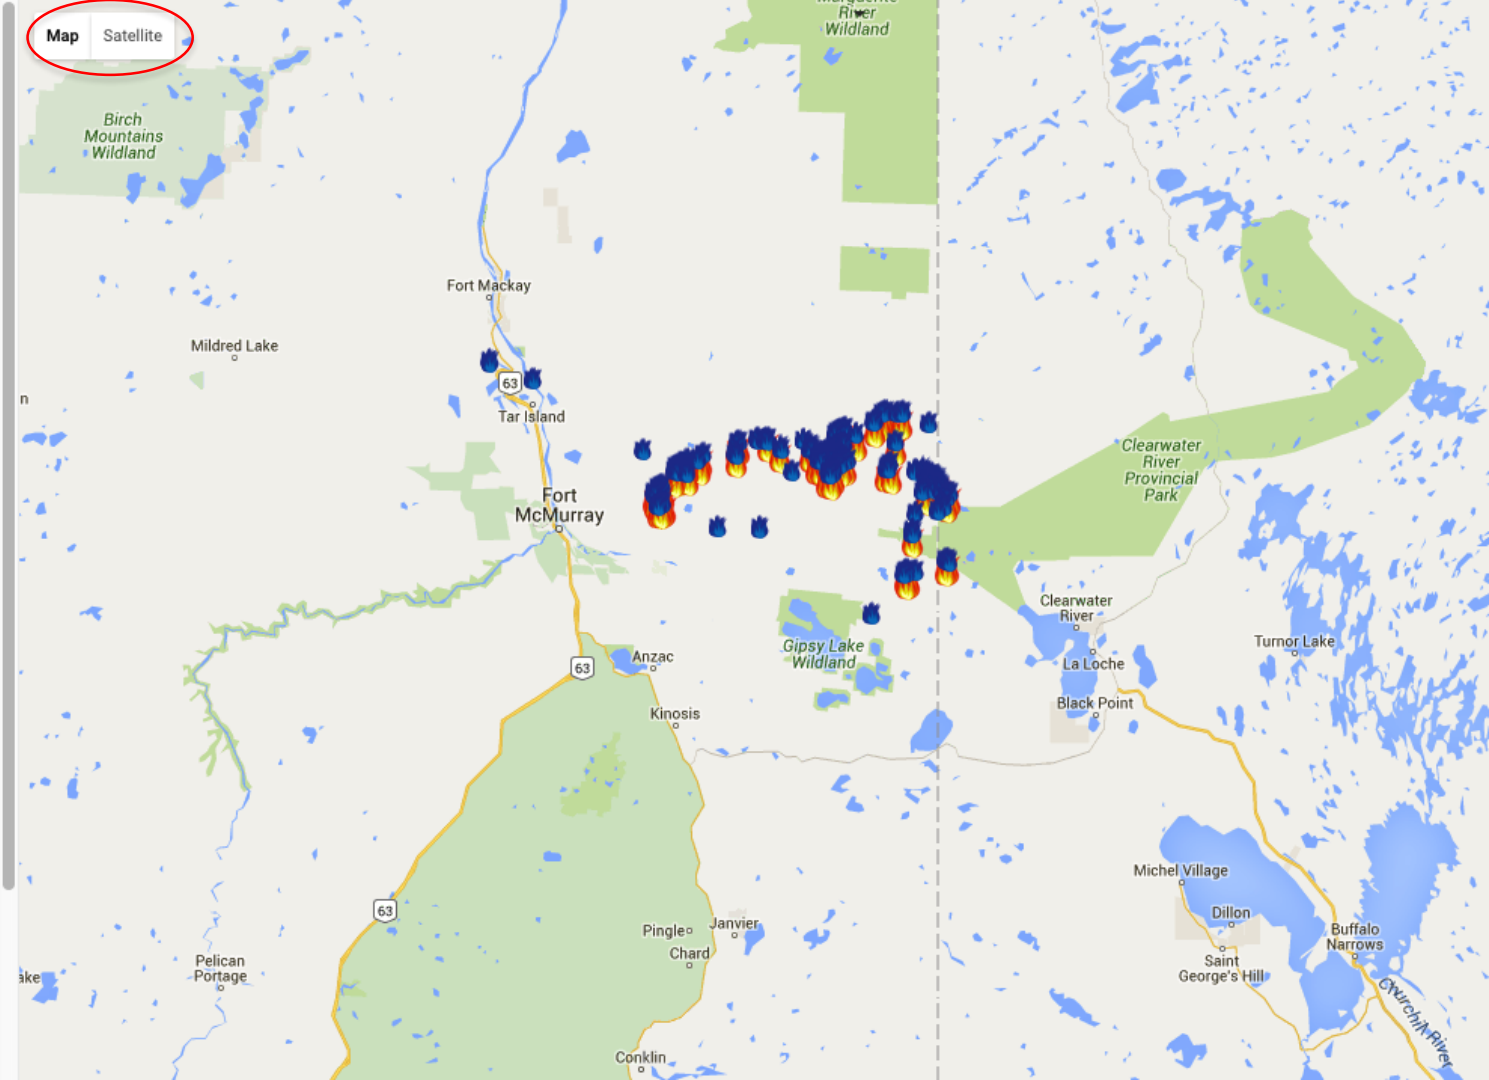 Map Satellite
Marguerite
River
Wildland
Birch
Mountains
Wildland
Fort Mackay
Mildred Lake
63
n
Tar Island
Fort
McMurray
Clearwater
River
Provincial
Park
Clearwater
River
Turnor Lake
Gipsy Lake
Wildland
63
Anzac
La Loche
Black Point
Kinosis
Michel Village
63
Dillon
Pingle
Janvier
Buffalo
Narrows
Chard
Pelican
Portage
Saint
George's Hill
ake
Churchill River
Conklin